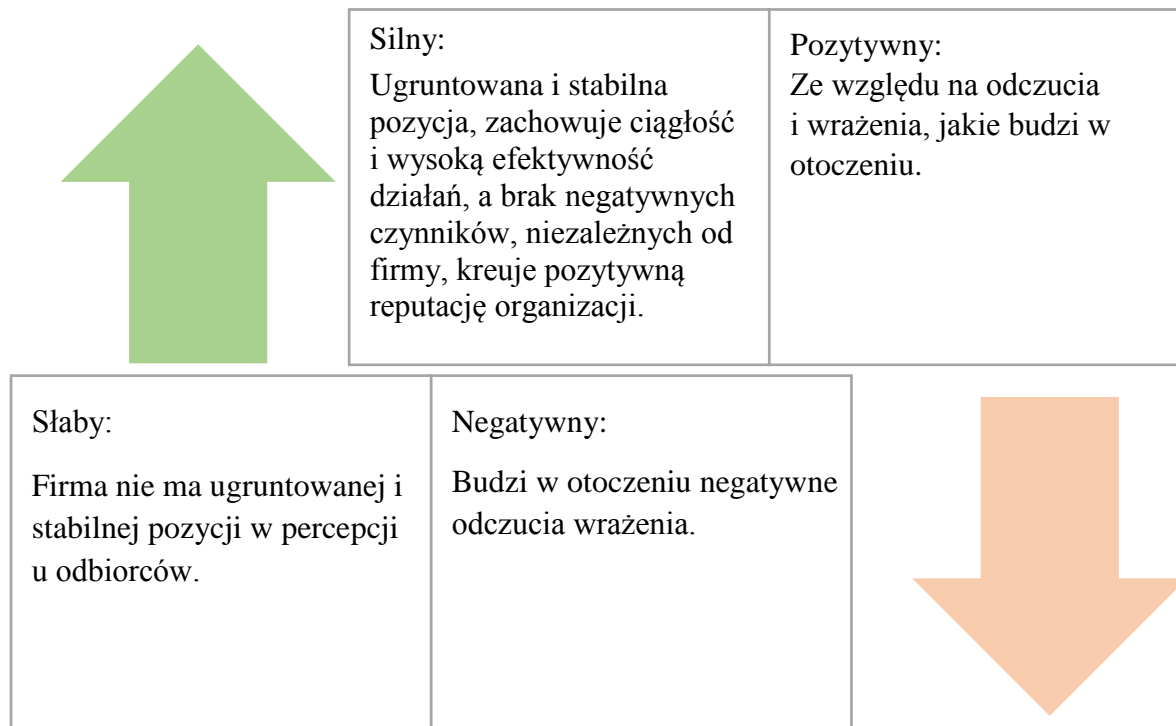 Silny:
Ugruntowana i stabilna
pozycja, zachowuje ciągłość
i wysoką efektywność
działań, a brak negatywnych
czynników, niezależnych od
firmy, kreuje pozytywną
reputację organizacji.
Pozytywny:
Ze względu na odczucia
i wrażenia, jakie budzi w
otoczeniu.
Słaby:
Firma nie ma ugruntowanej i
stabilnej pozycji w percepcji
u odbiorców.
Negatywny:
Budzi w otoczeniu negatywne
odczucia wrażenia.